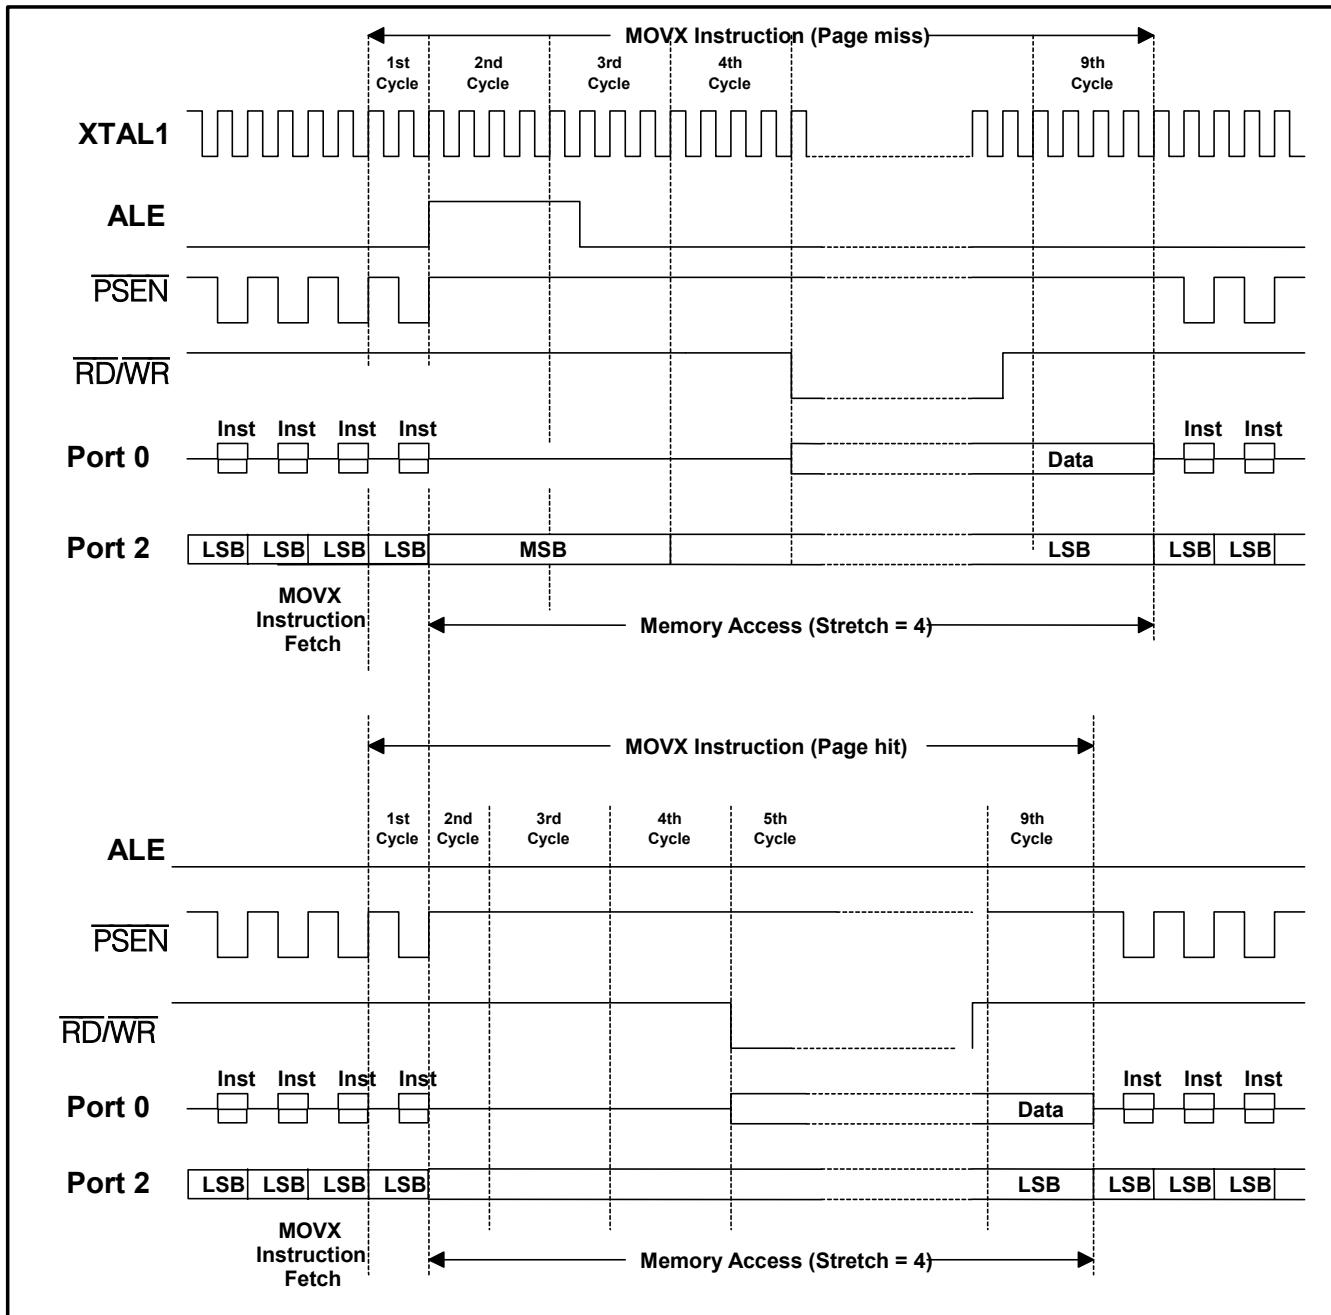 MOVX Instruction (Page miss)
1st 2nd 3rd 4th 9th
Cycle Cycle Cycle Cycle Cycle
XTAL1
ALE
PSEN
RD/WR
Inst Inst Inst Inst Inst Inst
Port 0 Data
Port 2 LSB LSB LSB LSB MSB LSB LSB LSB
MOVX
Instruction
Fetch
Memory Access (Stretch = 4)
MOVX Instruction (Page hit)
1st 2nd 3rd 4th 5th 9th
Cycle Cycle Cycle Cycle Cycle Cycle
ALE
PSEN
RD/WR
Inst Inst Inst Inst Inst Inst Inst
Port 0 Data
Port 2 LSB LSB LSB LSB LSB LSB LSB LSB
MOVX
Instruction
Fetch
Memory Access (Stretch = 4)